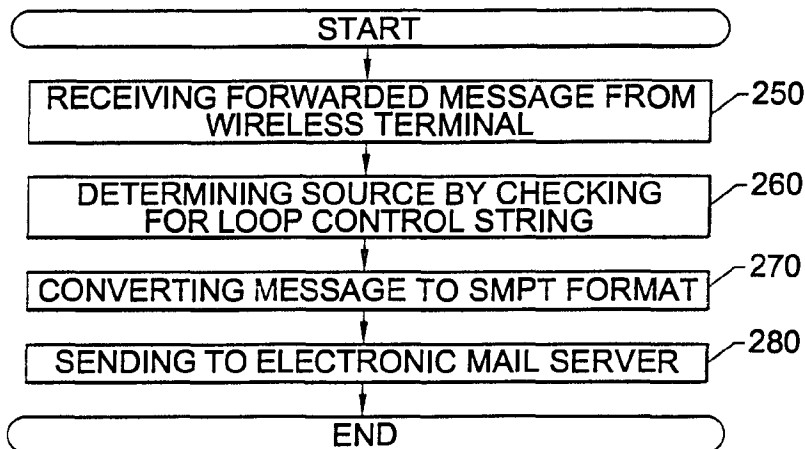 START
RECEIVING FORWARDED MESSAGE FROM
WIRELESS TERMINAL
250
DETERMINING SOURCE BY CHECKING
FOR LOOP CONTROL STRING
260
CONVERTING MESSAGE TO SMPT FORMAT
270
SENDING TO ELECTRONIC MAIL SERVER
280
END